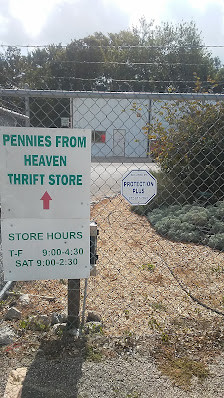 PENNIES FROM
HEAVEN
THRIFT STORE
STORE HOURS
T-F 9:00-4:30
SAT 9:00-2:30
PROTECTION
PLUS